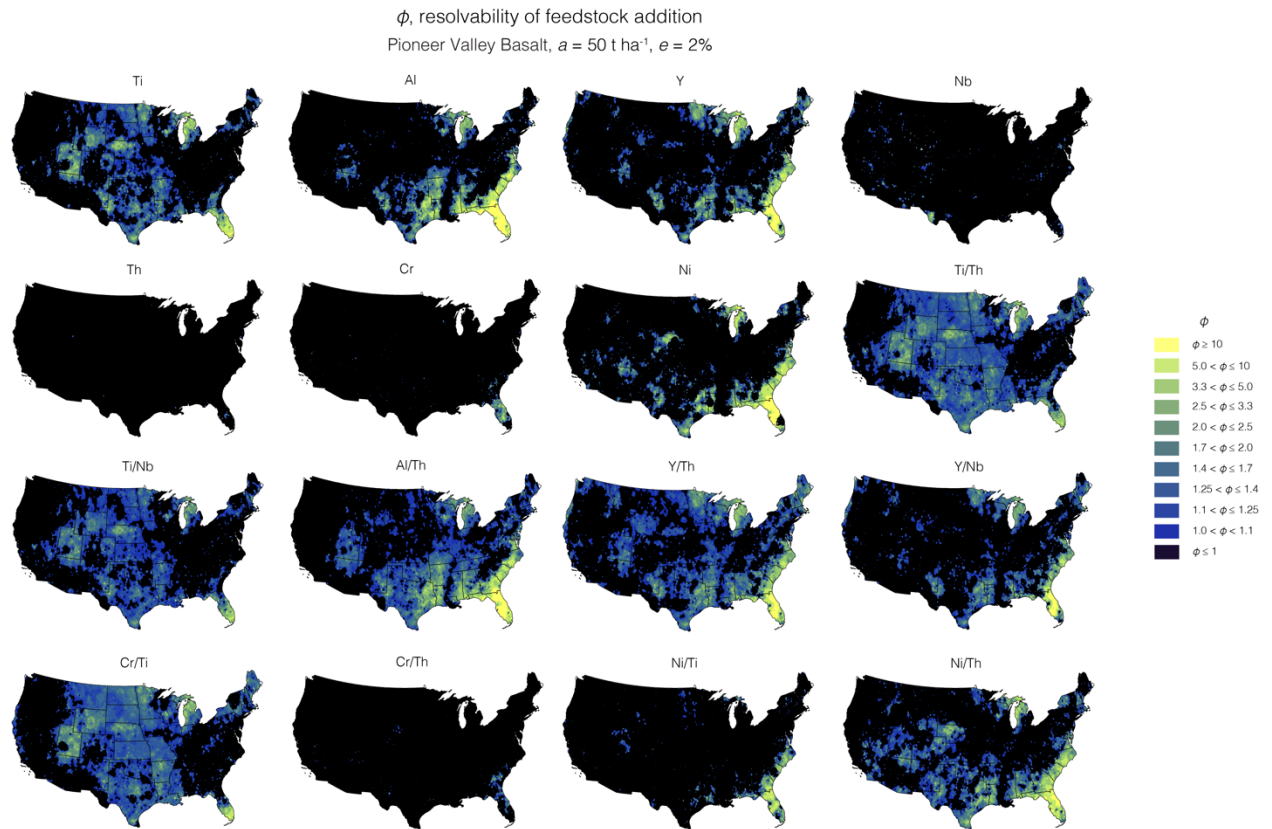 ϕ, resolvability of feedstock addition
Pioneer Valley Basalt, a = 50 t ha⁻¹, e = 2%
Ti
Al
Y
Nb
Th
Cr
Ni
Ti/Th
Ti/Nb
Al/Th
Y/Th
Y/Nb
Cr/Ti
Cr/Th
Ni/Ti
Ni/Th
ϕ
ϕ ≥ 10
5.0 < ϕ ≤ 10
3.3 < ϕ ≤ 5.0
2.5 < ϕ ≤ 3.3
2.0 < ϕ ≤ 2.5
1.7 < ϕ ≤ 2.0
1.4 < ϕ ≤ 1.7
1.25 < ϕ ≤ 1.4
1.1 < ϕ ≤ 1.25
1.0 < ϕ < 1.1
ϕ ≤ 1